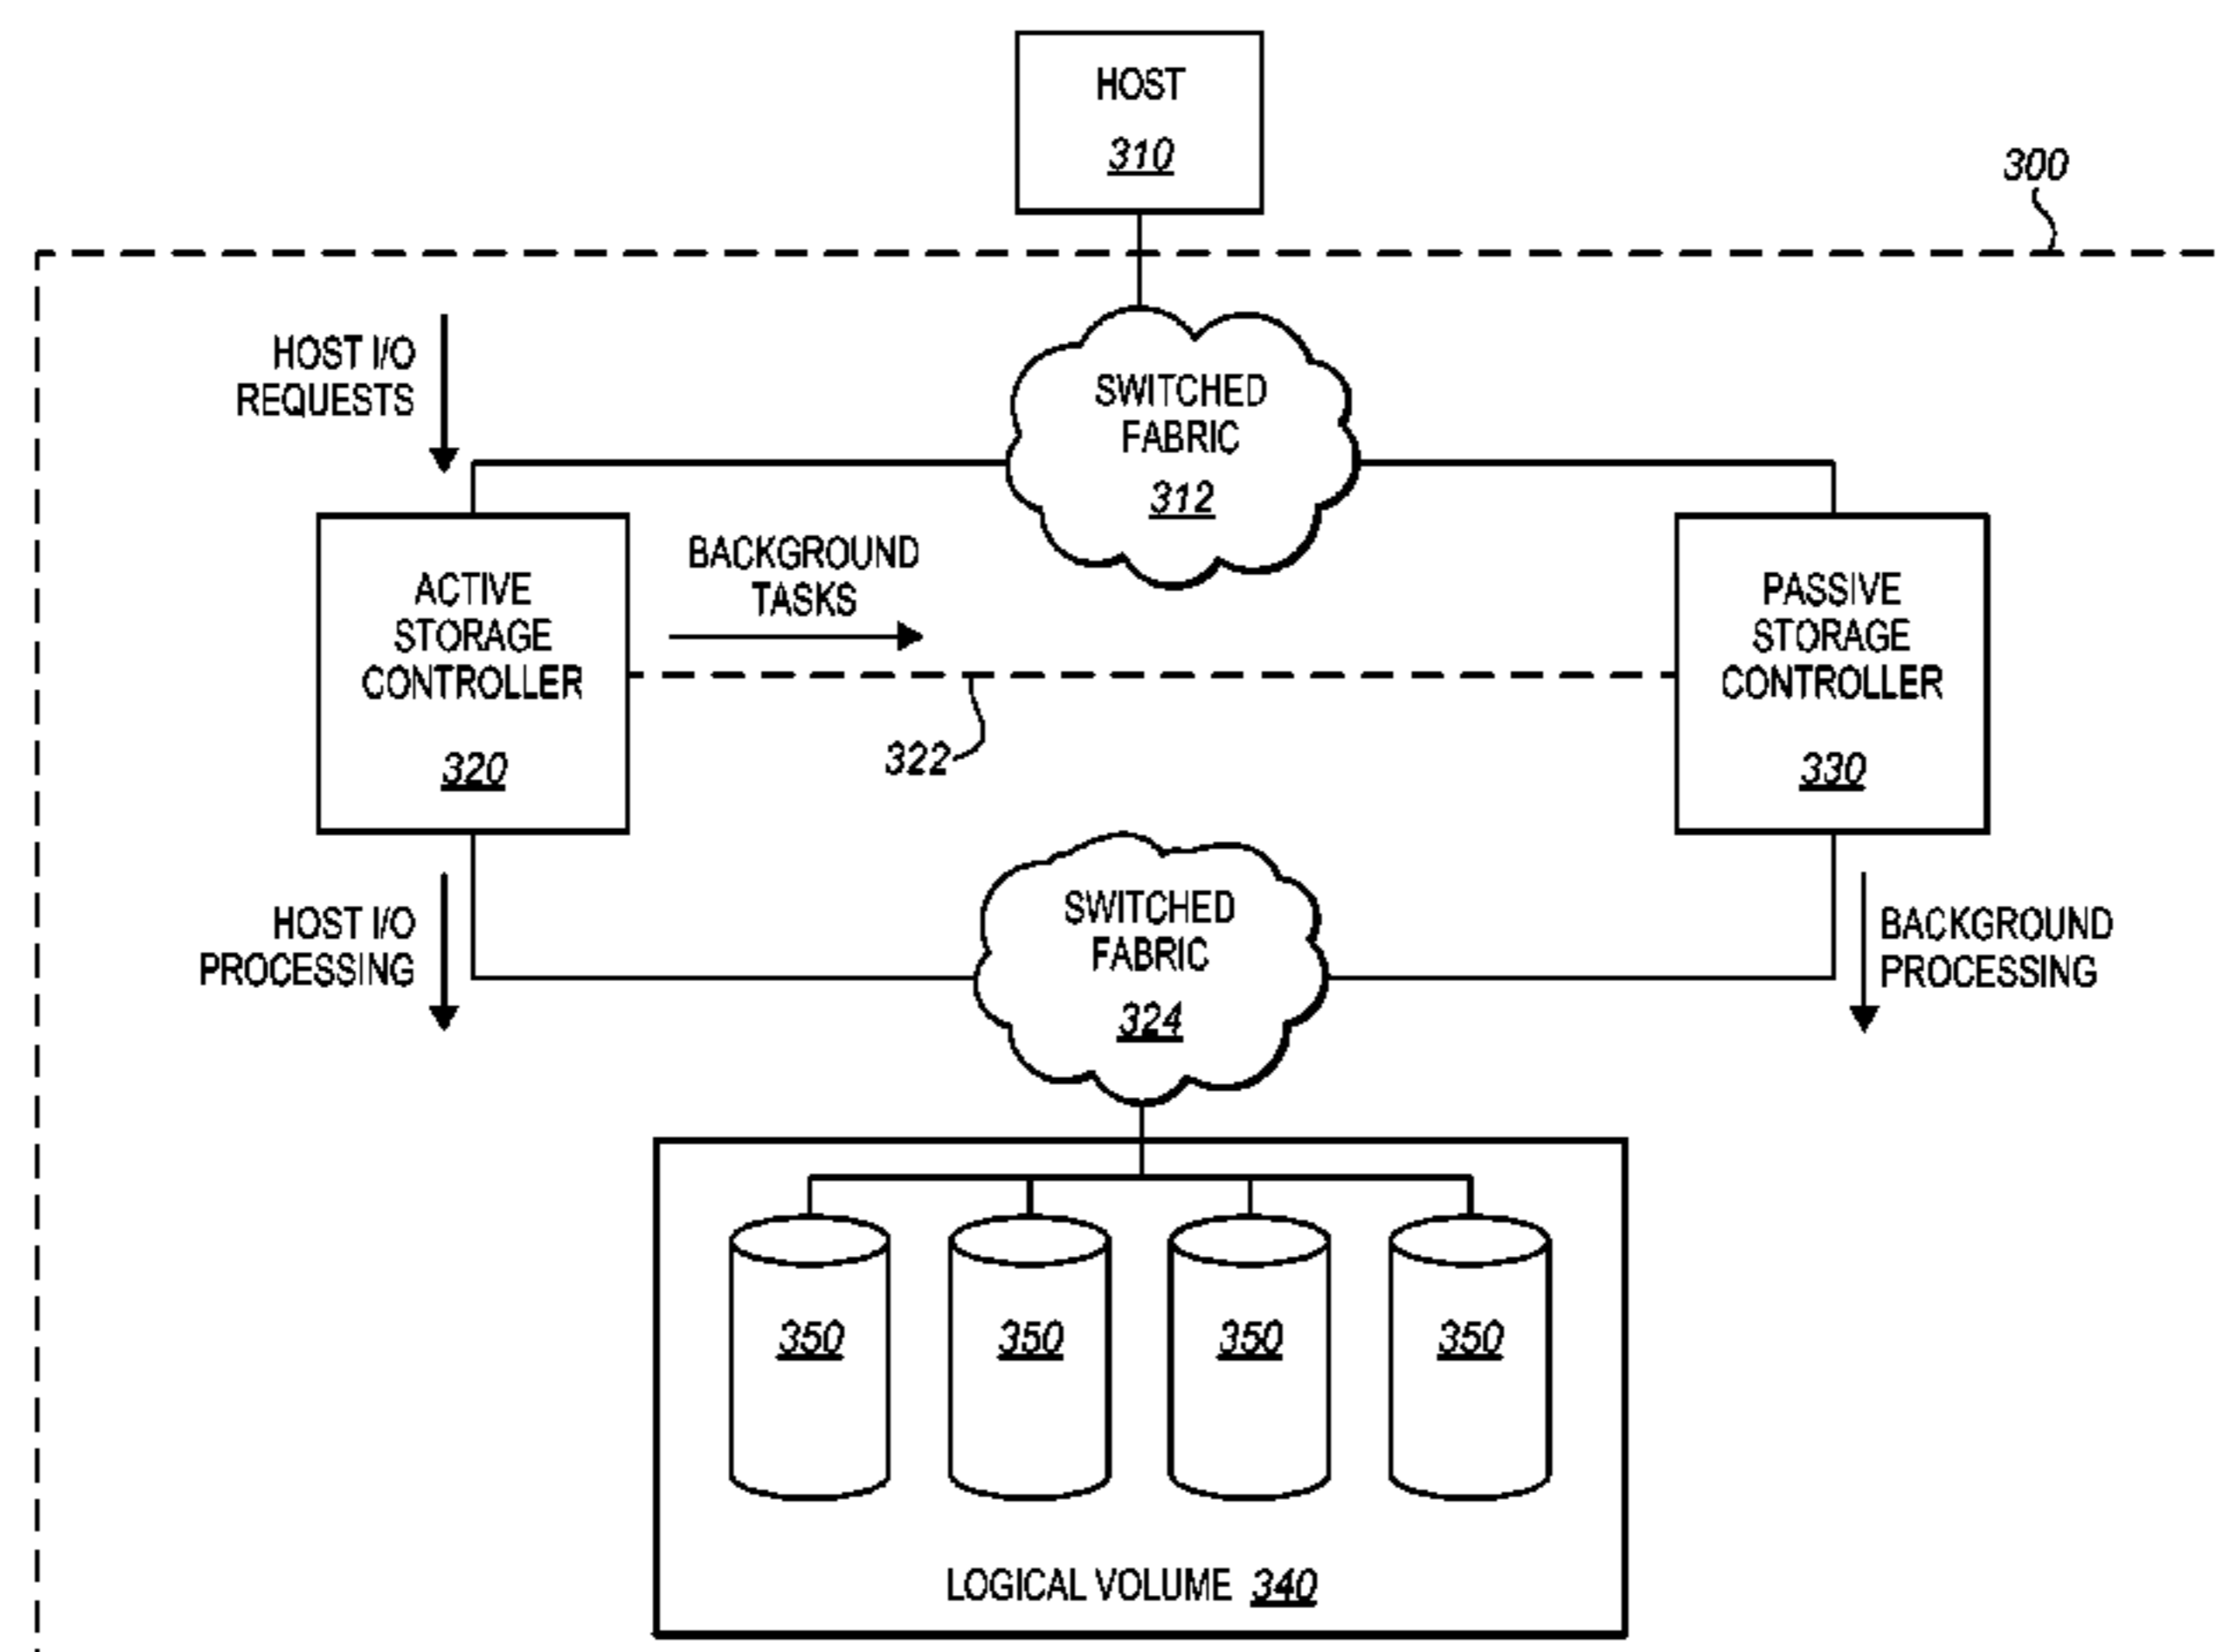 HOST
310
300
HOST I/O
REQUESTS
SWITCHED
FABRIC
312
ACTIVE
STORAGE
CONTROLLER
320
BACKGROUND
TASKS
322
PASSIVE
STORAGE
CONTROLLER
330
HOST I/O
PROCESSING
SWITCHED
FABRIC
324
BACKGROUND
PROCESSING
350 350 350 350
LOGICAL VOLUME 340